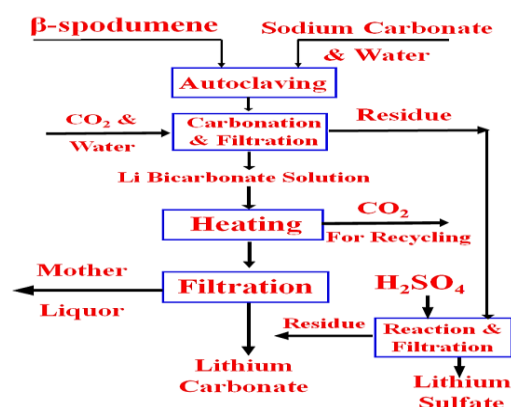 β-spodumene
Sodium Carbonate
& Water
Autoclaving
CO₂ &
Water
Carbonation
& Filtration
Residue
Li Bicarbonate Solution
Heating
CO₂
For Recycling
Mother
Liquor
Filtration
H₂SO₄
Residue
Reaction &
Filtration
Lithium
Carbonate
Lithium
Sulfate